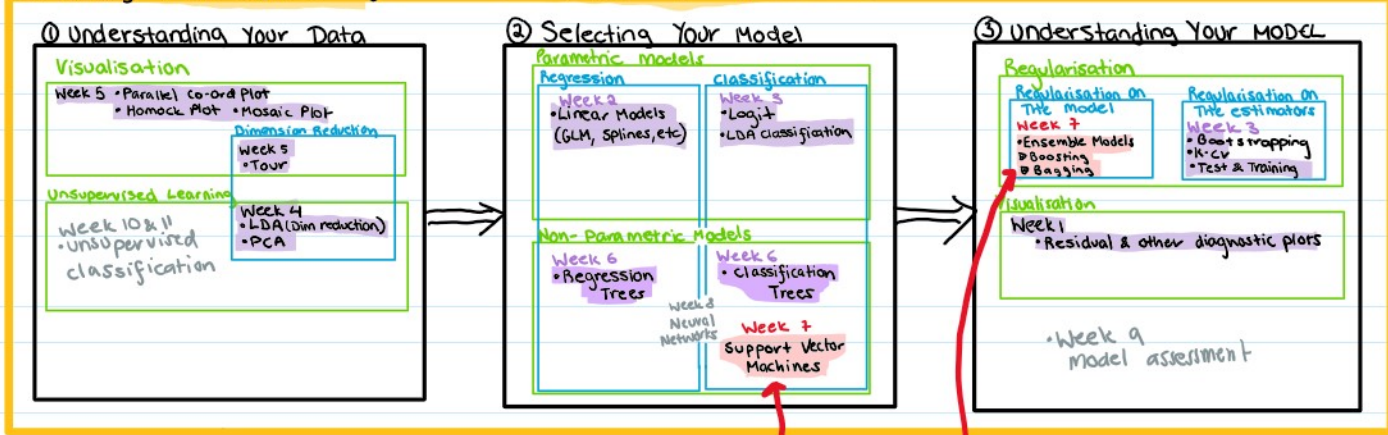 ① Understanding Your Data
Visualisation
Week 5 • Parallel Co-ord Plot
• Homock Plot • Mosaic Plot
Dimension Reduction
Week 5
• Tour
Unsupervised Learning
Week 10 & 11
• unsupervised
classification
Week 4
• LDA (Dim reduction)
• PCA
② Selecting Your Model
Parametric Models
Regression
Week 2
• Linear Models
(GLM, Splines, etc)
Classification
Week 3
• Logit
• LDA Classification
Non-Parametric Models
Week 6
• Regression
Trees
Week 8
Neural
Networks
Week 6
• Classification
Trees
Week 7
Support Vector
Machines
③ Understanding Your MODEL
Regularisation
Regularisation on
The model
Week 7
• Ensemble Models
▷ Boosting
▷ Bagging
Regularisation on
The estimators
Week 3
• Bootstrapping
• K-CV
• Test & Training
Visualisation
Week 1
• Residual & other diagnostic plots
• Week 9
model assessment